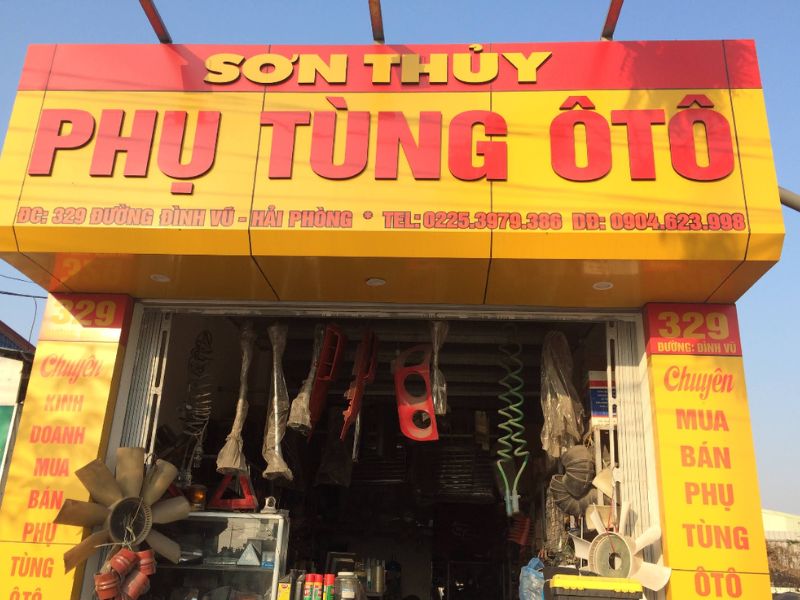 SƠN THỦY
PHỤ TÙNG ÔTÔ
ĐC: 329 ĐƯỜNG ĐÌNH VŨ - HẢI PHÒNG * TEL: 0225.3979.386 DĐ: 0904.623.998
329
Chuyên
KINH
DOANH
MUA
BÁN
PHỤ
TÙNG
ÔTÔ
329
ĐƯỜNG: ĐÌNH VŨ
Chuyên
MUA
BÁN
PHỤ
TÙNG
ÔTÔ